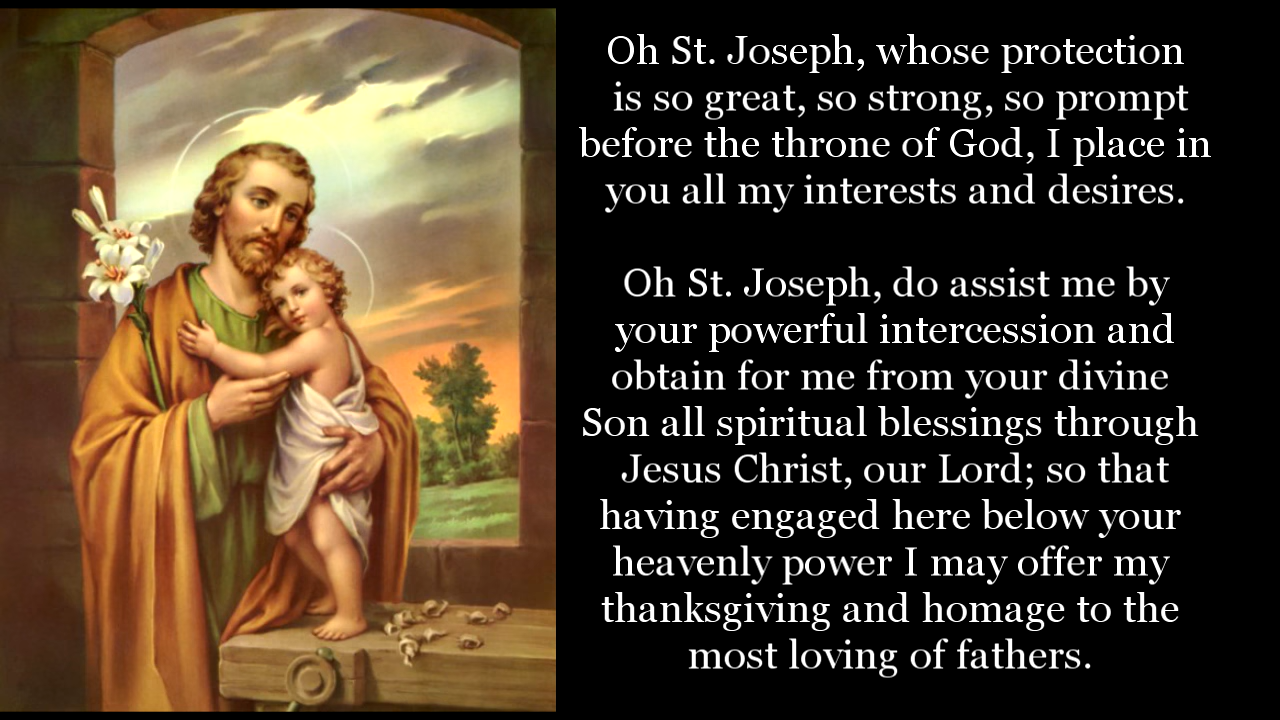 Oh St. Joseph, whose protection
is so great, so strong, so prompt
before the throne of God, I place in
you all my interests and desires.
Oh St. Joseph, do assist me by
your powerful intercession and
obtain for me from your divine
Son all spiritual blessings through
Jesus Christ, our Lord; so that
having engaged here below your
heavenly power I may offer my
thanksgiving and homage to the
most loving of fathers.